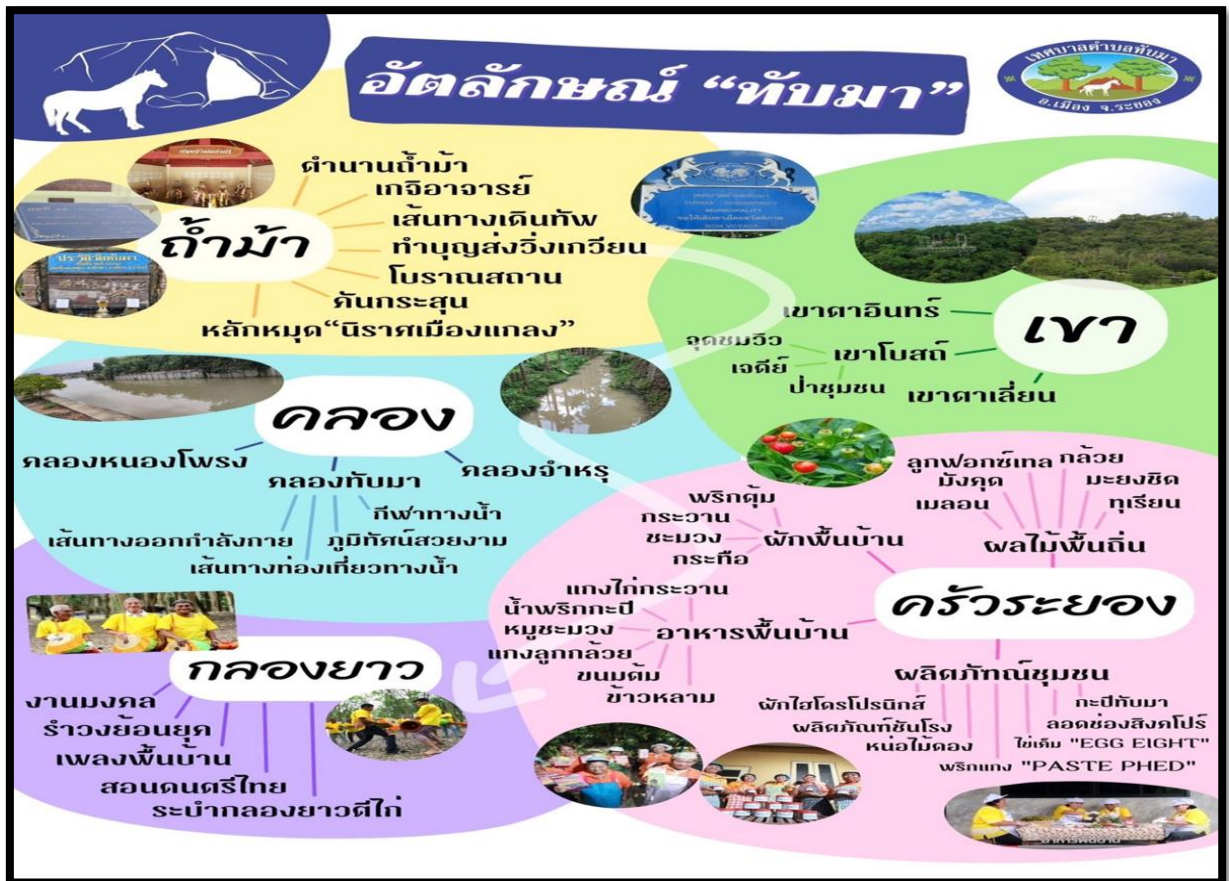 อัตลักษณ์ “ทับมา”
เทศบาลตำบลทับมา
อ.เมือง จ.ระยอง
ถ้ำม้า
ตำนานถ้ำม้า
เกจิอาจารย์
เส้นทางเดินทัพ
ทำบุญส่งวิ่งเกวียน
โบราณสถาน
คันกระสุน
หลักหมุด“นิราศเมืองแกลง”
ประวัติวัดทับมา
เขา
เขาตาอินทร์
เขาโบสถ์
จุดชมวิว
เจดีย์
ป่าชุมชน
เขาตาเลี่ยน
คลอง
คลองหนองโพรง
คลองทับมา
คลองจำหรุ
กีฬาทางน้ำ
เส้นทางออกกำลังกาย
ภูมิทัศน์สวยงาม
เส้นทางท่องเที่ยวทางน้ำ
ครัวระยอง
ผลไม้พื้นถิ่น
ลูกฟอกซ์เทล
กล้วย
มังคุด
มะยงชิด
เมลอน
ทุเรียน
ผักพื้นบ้าน
พริกตุ้ม
กระวาน
ชะมวง
กระทือ
อาหารพื้นบ้าน
แกงไก่กระวาน
น้ำพริกกะปิ
หมูชะมวง
แกงลูกกล้วย
ขนมต้ม
ข้าวหลาม
ผลิตภัทณ์ชุมชน
ผักไฮโดรโปรนิกส์
ผลิตภัณฑ์ชันโรง
หน่อไม้ดอง
กะปิทับมา
ลอดช่องสิงคโปร์
ไข่เค็ม "EGG EIGHT"
พริกแกง "PASTE PHED"
อาหารพื้นบ้าน
กลองยาว
งานมงคล
รำวงย้อนยุค
เพลงพื้นบ้าน
สอนดนตรีไทย
ระบำกลองยาวตีไก่